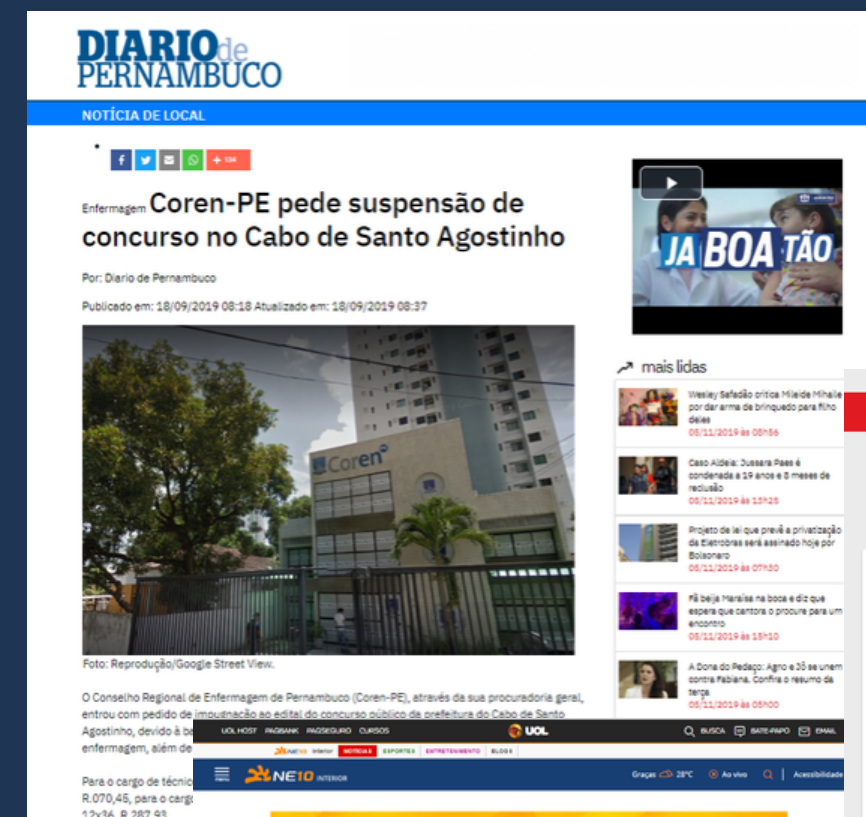 DIARIO de
PERNAMBUCO
NOTÍCIA DE LOCAL
+ 104
Enfermagem Coren-PE pede suspensão de
concurso no Cabo de Santo Agostinho
Por: Diario de Pernambuco
Publicado em: 18/09/2019 08:18 Atualizado em: 18/09/2019 08:37
Coren
Foto: Reprodução/Google Street View.
O Conselho Regional de Enfermagem de Pernambuco (Coren-PE), através da sua procuradoria geral,
entrou com pedido de impugnação ao edital do concurso público da prefeitura do Cabo de Santo
Agostinho, devido à ba
enfermagem, além de
Para o cargo de técnic
R.070,45, para o carg
12x36, R.287,93
JA BOA TÃO
mais lidas
Wesley Safadão critica Mileide Mihaile
por dar arma de brinquedo para filho
deles
05/11/2019 às 08h56
Caso Aldeia: Jussara Paes é
condenada a 19 anos e 8 meses de
reclusão
05/11/2019 às 13h25
Projeto de lei que prevê a privatização
da Eletrobras será assinado hoje por
Bolsonaro
05/11/2019 às 07h30
Fã beija Maraisa na boca e diz que
espera que cantora o procure para um
encontro
05/11/2019 às 15h10
A Dona do Pedaço: Agno e Jô se unem
contra Fabiana. Confira o resumo da
terça
05/11/2019 às 05h00
UOL HOST PAGBANK PAGSEGURO CURSOS UOL BUSCA BATE-PAPO EMAIL
Interior NOTÍCIAS ESPORTES ENTRETENIMENTO BLOGS
NE10 INTERIOR Graças 28°C Ao vivo Acessibilidade